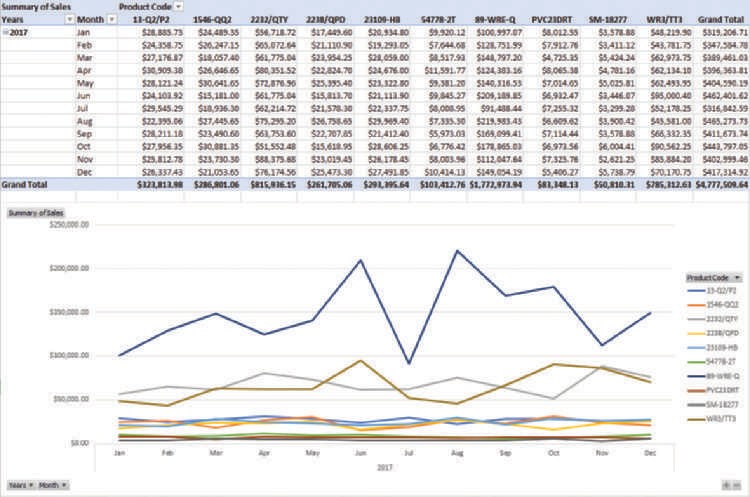 Summary of Sales Product Code
Years Month 13-Q2/P2 1546-QQ2 2232/QTY 2238/QPD 23109-HB 54778-2T 89-WRE-Q PVC23DRT SM-18277 WR3/TT3 Grand Total
2017 Jan $28,885.73 $24,489.35 $56,718.72 $17,449.60 $20,934.80 $9,920.12 $100,997.07 $8,012.55 $3,578.88 $48,219.90 $319,206.71
Feb $24,358.75 $26,247.15 $65,072.64 $21,110.90 $19,293.05 $7,644.68 $128,751.99 $7,912.76 $3,411.12 $43,781.75 $347,584.78
Mar $27,176.87 $18,057.40 $61,775.04 $23,954.25 $28,059.00 $8,517.93 $148,797.20 $4,725.35 $5,424.24 $62,973.75 $389,461.03
Apr $30,909.38 $26,646.65 $80,351.52 $22,824.70 $24,676.00 $11,591.77 $124,383.16 $8,065.38 $4,781.16 $62,134.10 $396,363.81
May $28,121.24 $30,641.65 $72,876.96 $25,395.40 $23,322.80 $9,381.20 $140,316.53 $7,014.65 $5,025.81 $62,493.95 $404,590.19
Jun $24,103.92 $15,181.00 $61,775.04 $15,813.70 $21,113.90 $9,845.27 $209,189.85 $6,932.47 $3,446.07 $95,000.40 $462,401.62
Jul $29,545.29 $18,936.30 $62,214.72 $21,578.30 $22,337.75 $8,008.95 $91,488.44 $7,255.32 $3,299.28 $52,178.25 $316,842.59
Aug $22,395.06 $27,445.65 $75,295.20 $26,758.65 $29,969.40 $7,335.30 $219,983.43 $6,609.62 $3,900.42 $45,581.00 $465,273.73
Sep $28,211.18 $23,490.60 $63,753.60 $22,707.85 $21,412.40 $5,973.03 $169,099.41 $7,114.44 $3,578.88 $66,332.35 $411,673.74
Oct $27,956.35 $30,881.35 $51,552.48 $15,618.95 $28,606.25 $6,776.42 $178,865.03 $6,973.56 $6,004.41 $90,562.25 $443,797.05
Nov $25,812.78 $23,730.30 $88,375.68 $23,019.45 $26,178.45 $8,003.96 $112,047.64 $7,325.76 $2,621.25 $85,884.20 $402,999.46
Dec $26,337.43 $21,053.65 $76,174.56 $25,473.30 $27,491.85 $10,414.13 $149,054.19 $5,406.27 $5,738.79 $70,170.75 $417,314.92
Grand Total $323,813.98 $286,801.06 $815,936.15 $261,705.06 $293,395.64 $103,412.76 $1,772,973.94 $83,348.13 $50,810.31 $785,312.63 $4,777,509.64
Summary of Sales
$250,000.00
$200,000.00
$150,000.00
$100,000.00
$50,000.00
$0.00
Jan Feb Mar Apr May Jun Jul Aug Sep Oct Nov Dec
2017
Product Code
13-Q2/P2
1546-QQ2
2232/QTY
2238/QPD
23109-HB
54778-2T
89-WRE-Q
PVC23DRT
SM-18277
WR3/TT3
Years Month